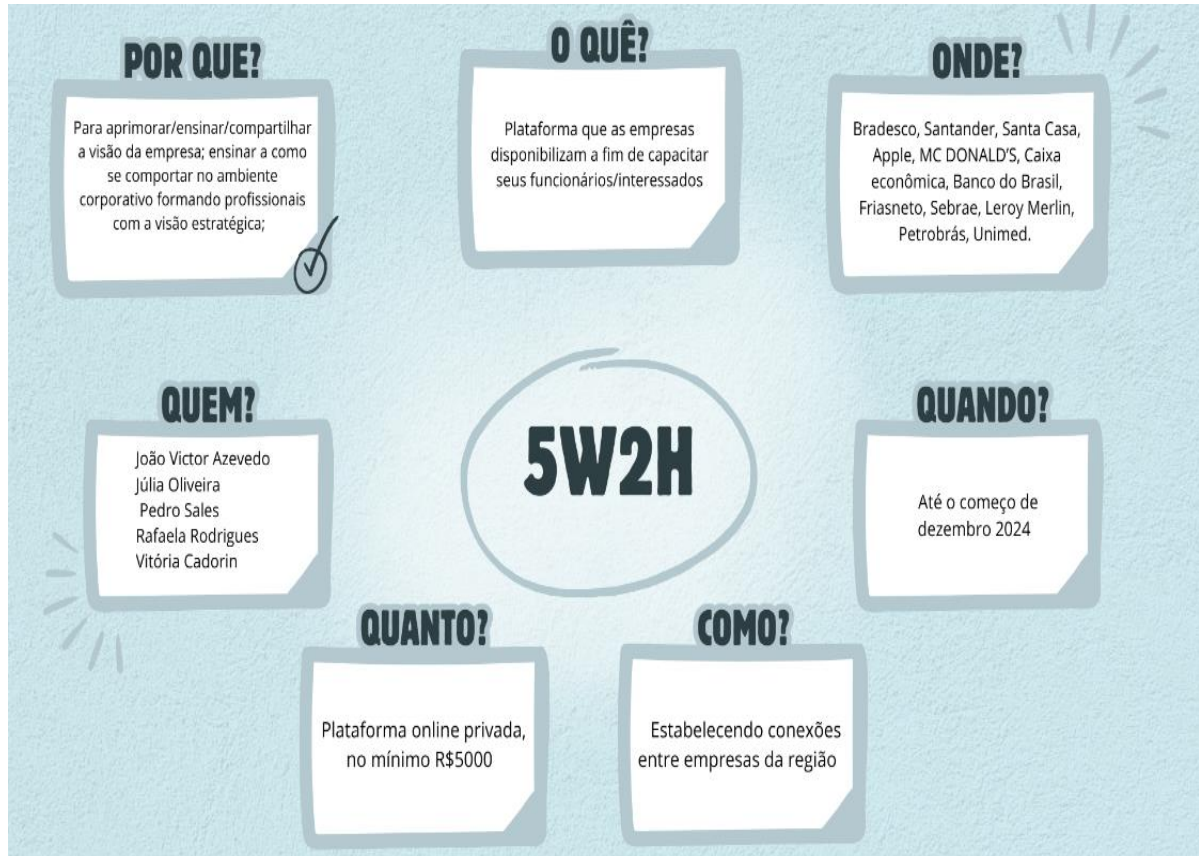 POR QUE?
Para aprimorar/ensinar/compartilhar
a visão da empresa; ensinar a como
se comportar no ambiente
corporativo formando profissionais
com a visão estratégica;
O QUÊ?
Plataforma que as empresas
disponibilizam a fim de capacitar
seus funcionários/interessados
ONDE?
Bradesco, Santander, Santa Casa,
Apple, MC DONALD'S, Caixa
econômica, Banco do Brasil,
Friasneto, Sebrae, Leroy Merlin,
Petrobrás, Unimed.
QUEM?
João Victor Azevedo
Júlia Oliveira
Pedro Sales
Rafaela Rodrigues
Vitória Cadorin
5W2H
QUANDO?
Até o começo de
dezembro 2024
QUANTO?
Plataforma online privada,
no mínimo R$5000
COMO?
Estabelecendo conexões
entre empresas da região